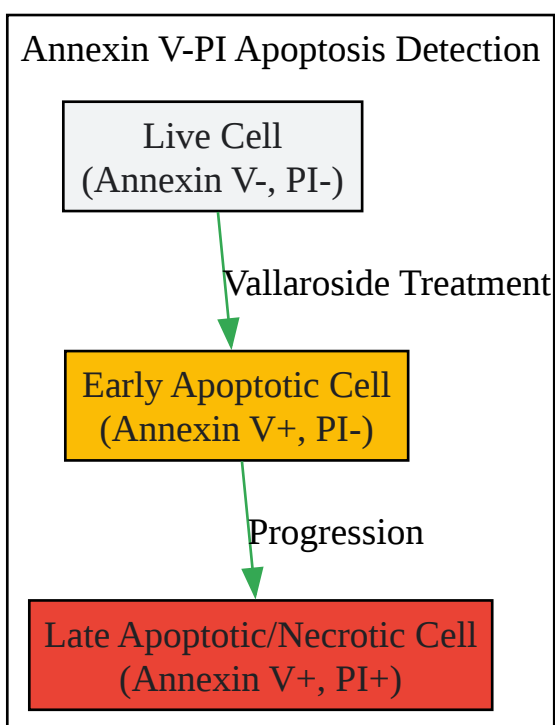 Annexin V-PI Apoptosis Detection
Live Cell
(Annexin V-, PI-)
Vallaroside Treatment
Early Apoptotic Cell
(Annexin V+, PI-)
Progression
Late Apoptotic/Necrotic Cell
(Annexin V+, PI+)